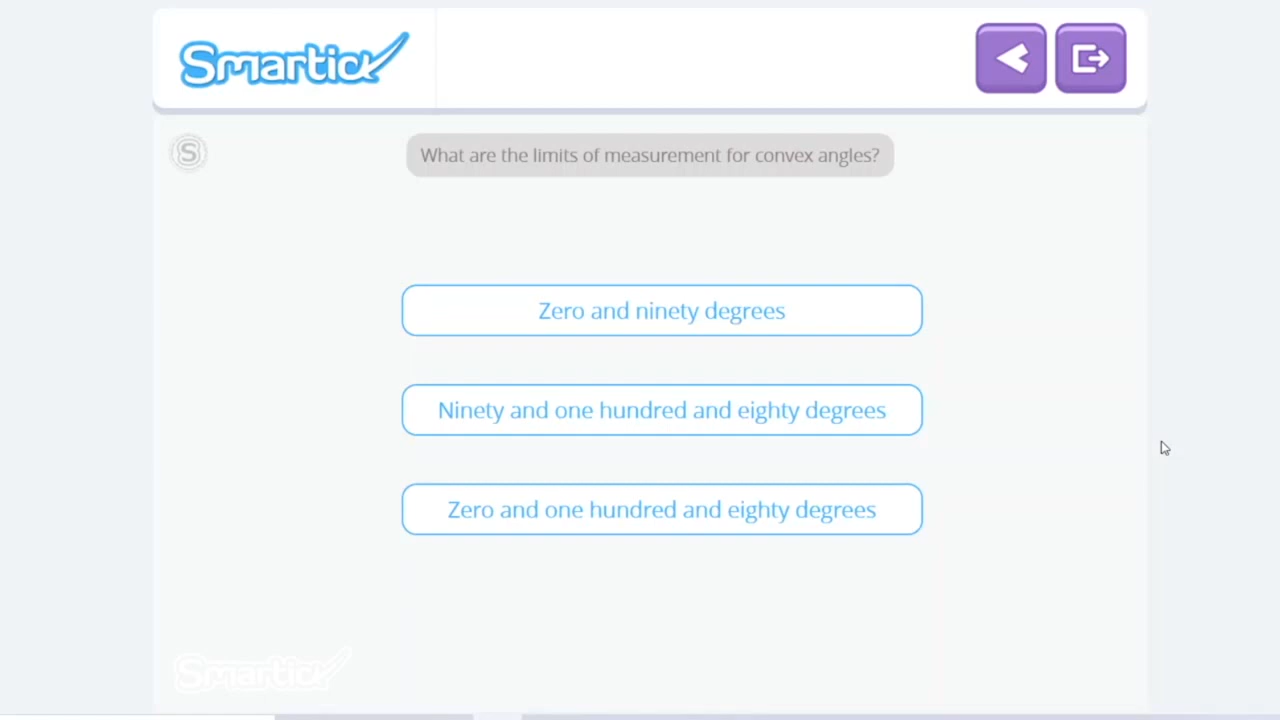 Smartick
S
What are the limits of measurement for convex angles?
Zero and ninety degrees
Ninety and one hundred and eighty degrees
Zero and one hundred and eighty degrees
Smartick